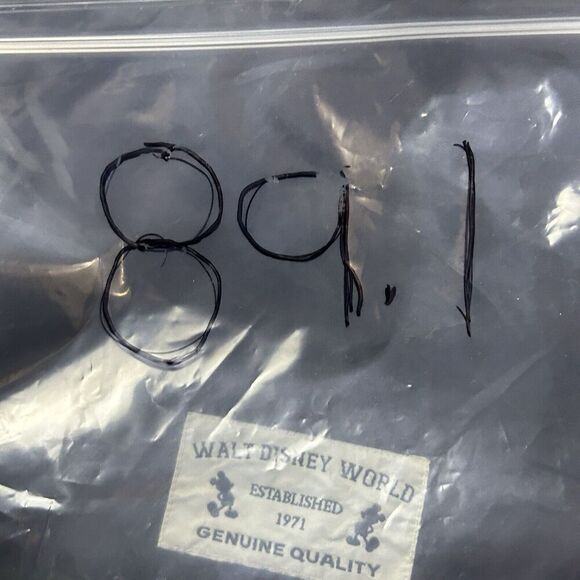 89.1
WALT DISNEY WORLD
ESTABLISHED
1971
GENUINE QUALITY